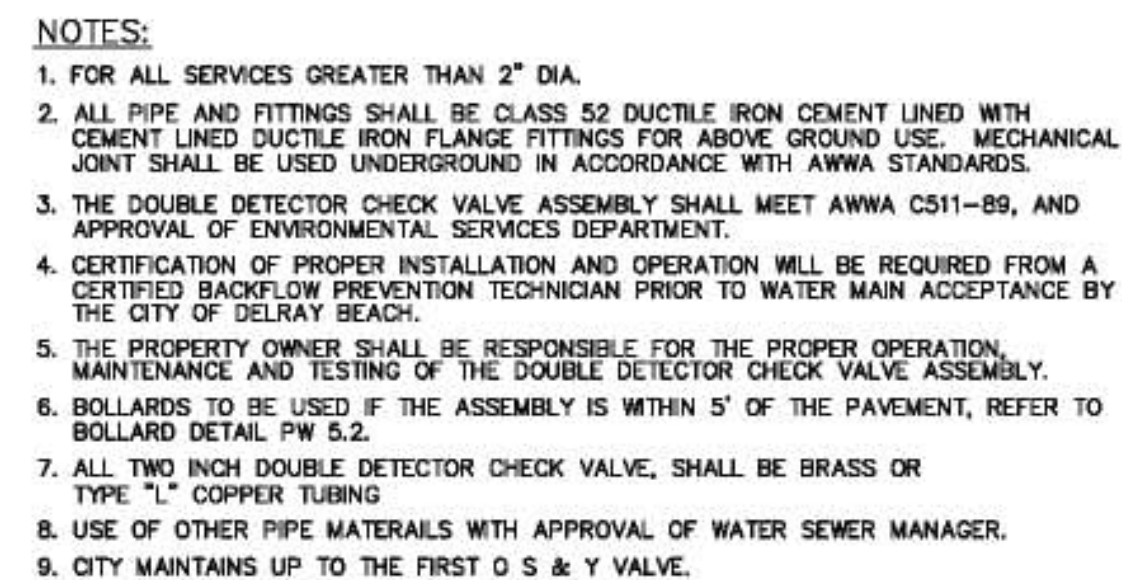 NOTES:
1. FOR ALL SERVICES GREATER THAN 2" DIA.
2. ALL PIPE AND FITTINGS SHALL BE CLASS 52 DUCTILE IRON CEMENT LINED WITH
CEMENT LINED DUCTILE IRON FLANGE FITTINGS FOR ABOVE GROUND USE. MECHANICAL
JOINT SHALL BE USED UNDERGROUND IN ACCORDANCE WITH AWWA STANDARDS.
3. THE DOUBLE DETECTOR CHECK VALVE ASSEMBLY SHALL MEET AWWA C511-89, AND
APPROVAL OF ENVIRONMENTAL SERVICES DEPARTMENT.
4. CERTIFICATION OF PROPER INSTALLATION AND OPERATION WILL BE REQUIRED FROM A
CERTIFIED BACKFLOW PREVENTION TECHNICIAN PRIOR TO WATER MAIN ACCEPTANCE BY
THE CITY OF DELRAY BEACH.
5. THE PROPERTY OWNER SHALL BE RESPONSIBLE FOR THE PROPER OPERATION,
MAINTENANCE AND TESTING OF THE DOUBLE DETECTOR CHECK VALVE ASSEMBLY.
6. BOLLARDS TO BE USED IF THE ASSEMBLY IS WITHIN 5' OF THE PAVEMENT, REFER TO
BOLLARD DETAIL PW 5.2.
7. ALL TWO INCH DOUBLE DETECTOR CHECK VALVE, SHALL BE BRASS OR
TYPE "L" COPPER TUBING
8. USE OF OTHER PIPE MATERAILS WITH APPROVAL OF WATER SEWER MANAGER.
9. CITY MAINTAINS UP TO THE FIRST O S & Y VALVE.